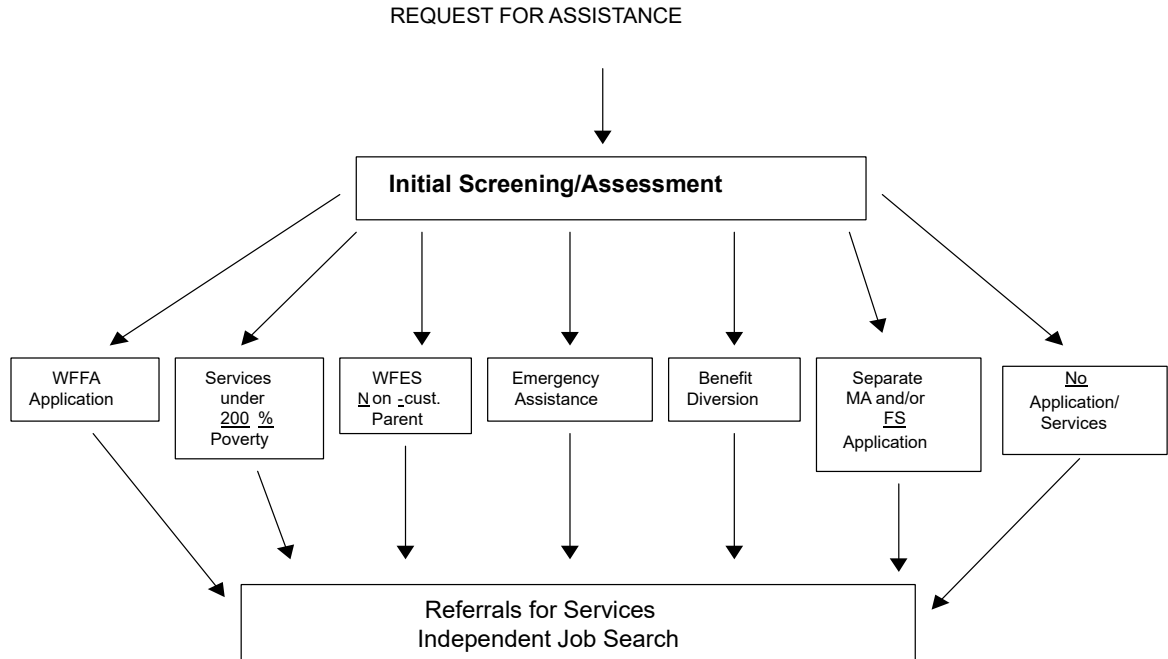 REQUEST FOR ASSISTANCE
Initial Screening/Assessment
WFFA
Application
Services
under
200 %
Poverty
WFES
N on -cust.
Parent
Emergency
Assistance
Benefit
Diversion
Separate
MA and/or
FS
Application
No
Application/
Services
Referrals for Services
Independent Job Search